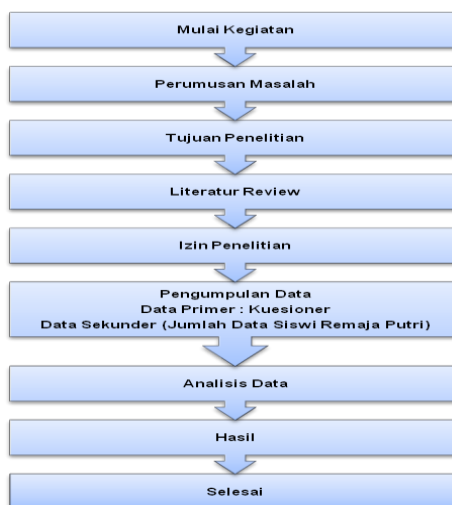 Mulai Kegiatan
Perumusan Masalah
Tujuan Penelitian
Literatur Review
Izin Penelitian
Pengumpulan Data
Data Primer : Kuesioner
Data Sekunder (Jumlah Data Siswi Remaja Putri)
Analisis Data
Hasil
Selesai